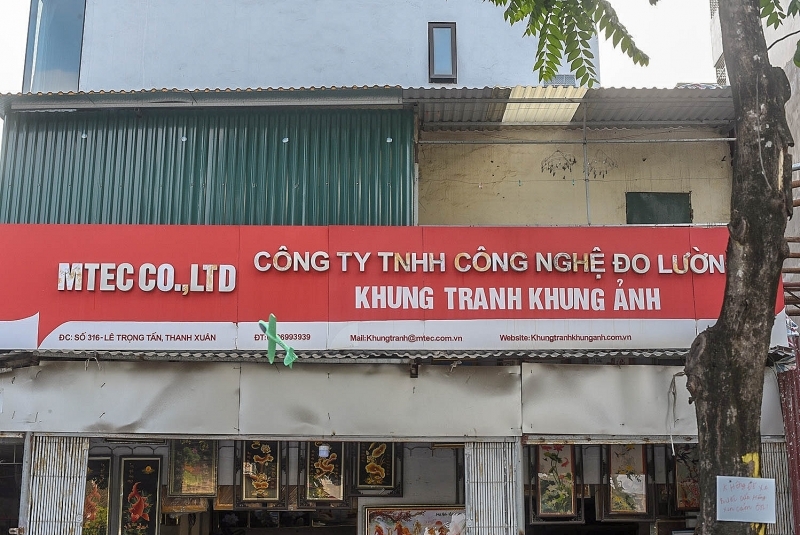 MTEC CO.,LTD
CÔNG TY TNHH CÔNG NGHỆ ĐO LƯỜN
KHUNG TRANH KHUNG ẢNH
ĐC: SỐ 316- LÊ TRỌNG TẤN, THANH XUÂN
6993939
Mail:Khungtranh@mtec.com.vn
Website:Khungtranhkhunganh.com.vn